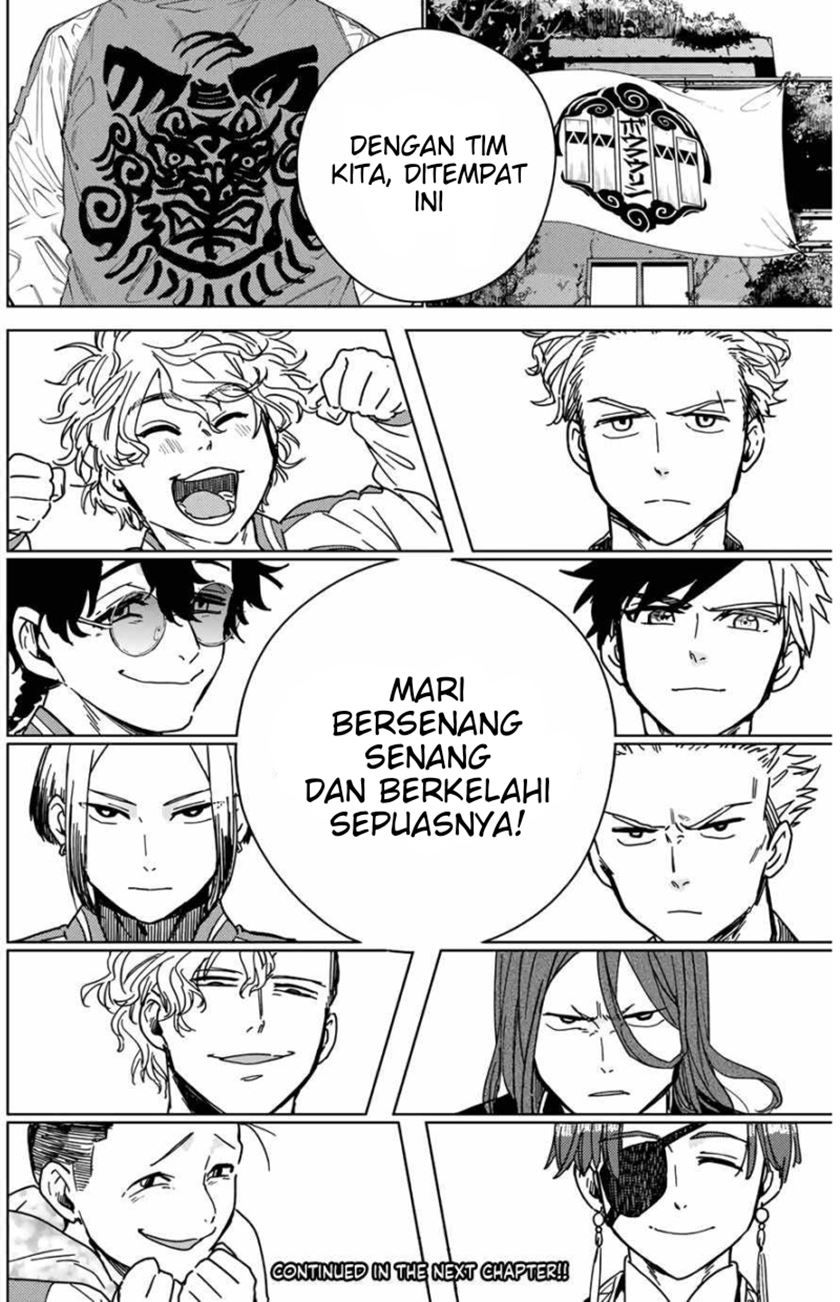 DENGAN TIM
KITA, DITEMPAT
INI
MARI
BERSENANG
SENANG
DAN BERKELAHI
SEPUASNYA!
CONTINUED IN THE NEXT CHAPTER!!